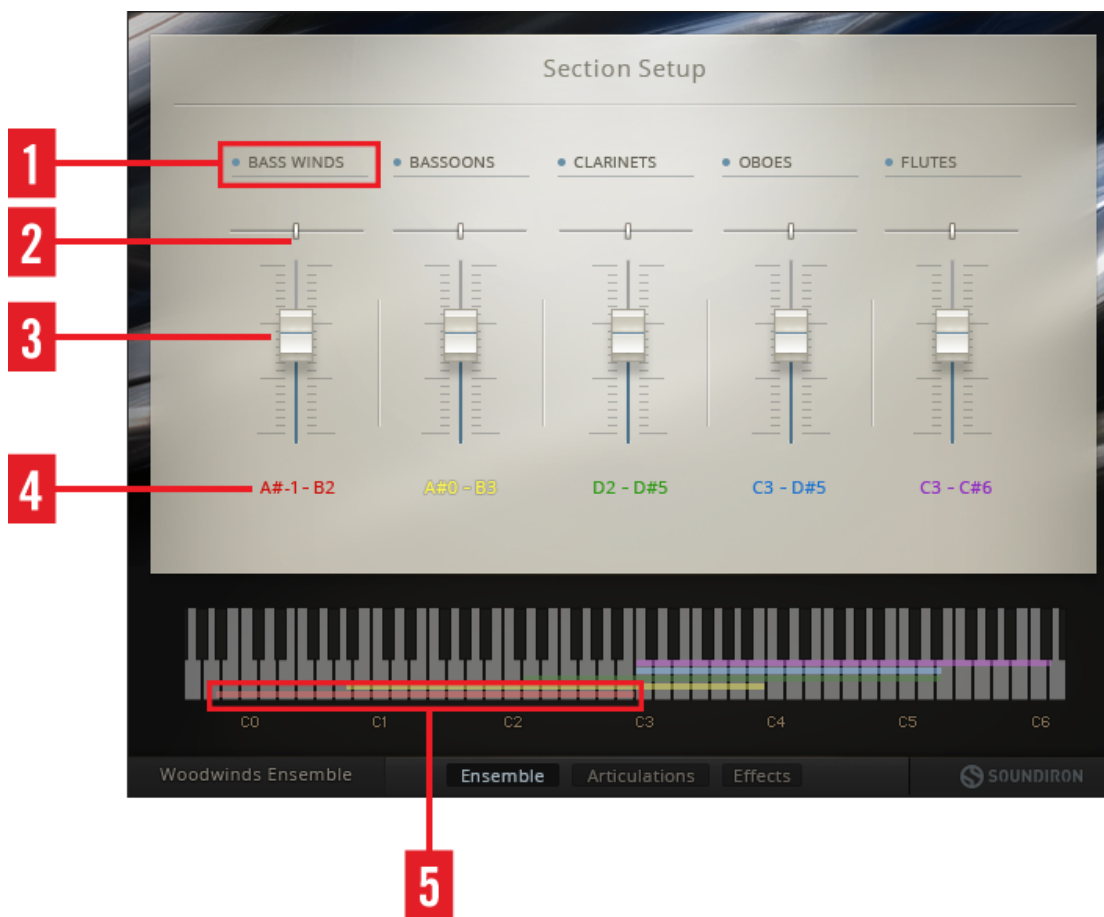 Section Setup
1 BASS WINDS BASSOONS CLARINETS OBOES FLUTES
2
3
4 A#-1 – B2 A#0 – B3 D2 – D#5 C3 – D#5 C3 – C#6
C0 C1 C2 C3 C4 C5 C6
Woodwinds Ensemble Ensemble Articulations Effects SOUNDIRON
5